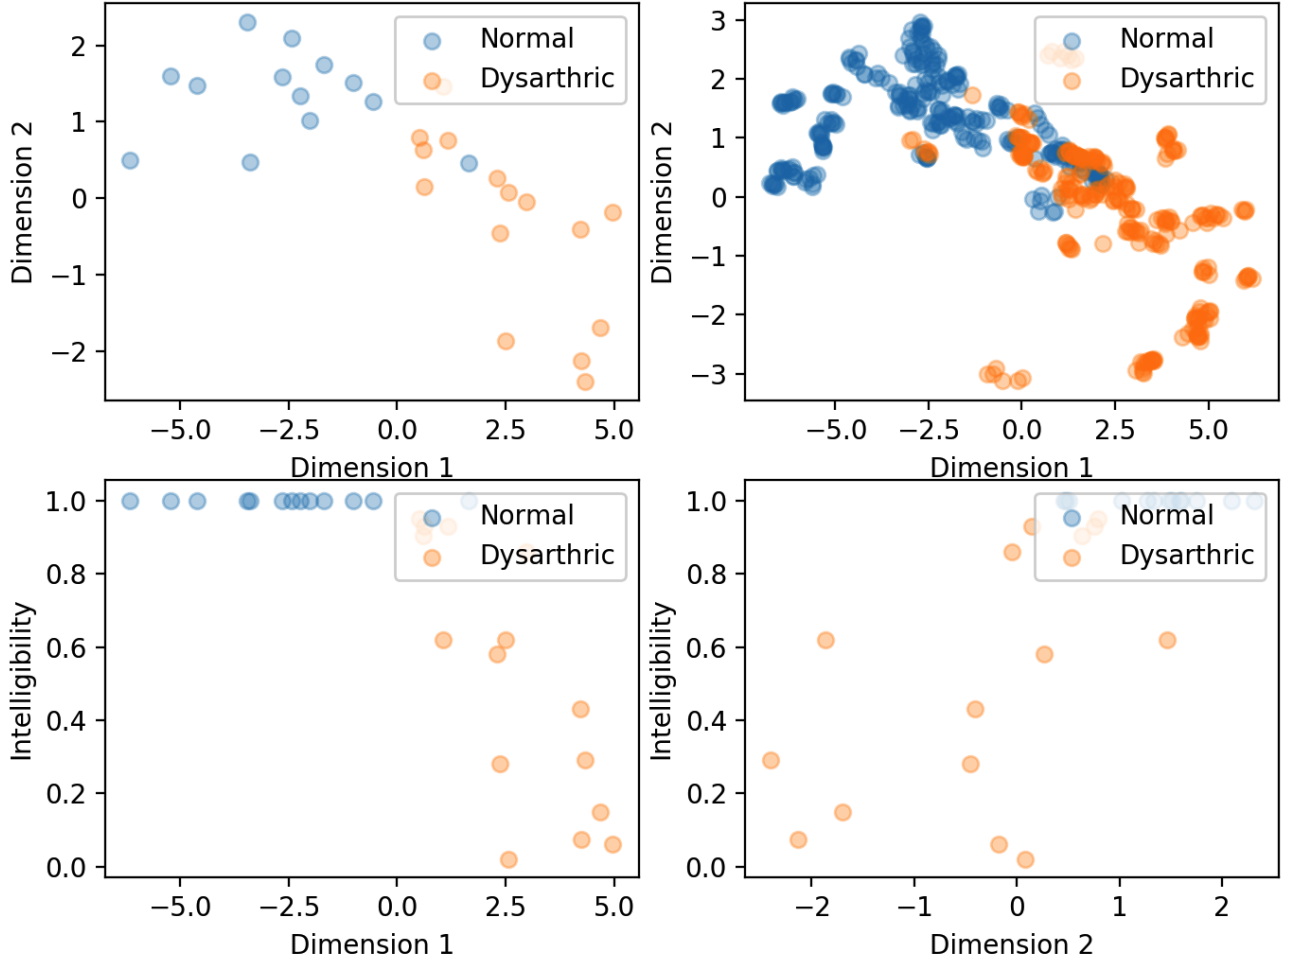 Normal
Dysarthric
2
1
0
−1
−2
Dimension 2
−5.0 −2.5 0.0 2.5 5.0
Dimension 1
Normal
Dysarthric
3
2
1
0
−1
−2
−3
Dimension 2
−5.0 −2.5 0.0 2.5 5.0
Dimension 1
Normal
Dysarthric
1.0
0.8
0.6
0.4
0.2
0.0
Intelligibility
−5.0 −2.5 0.0 2.5 5.0
Dimension 1
Normal
Dysarthric
1.0
0.8
0.6
0.4
0.2
0.0
Intelligibility
−2 −1 0 1 2
Dimension 2